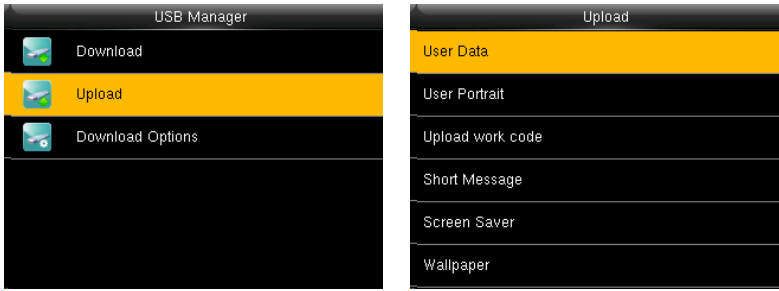 USB Manager
Download
Upload
Download Options
Upload
User Data
User Portrait
Upload work code
Short Message
Screen Saver
Wallpaper